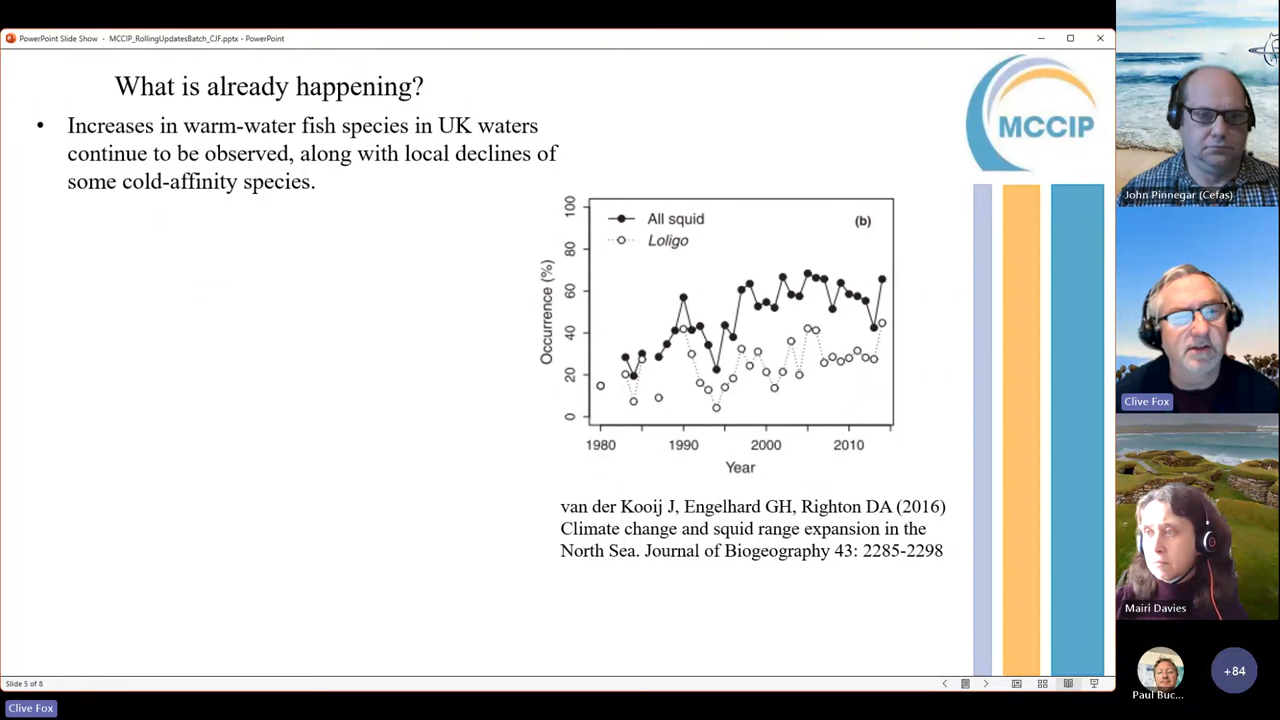 PowerPoint Slide Show - MCCIP_RollingUpdatesBatch_CJF.pptx - PowerPoint
What is already happening?
• Increases in warm-water fish species in UK waters
continue to be observed, along with local declines of
some cold-affinity species.
MCCIP
All squid
Loligo
(b)
Occurrence (%)
100
80
60
40
20
0
1980 1990 2000 2010
Year
van der Kooij J, Engelhard GH, Righton DA (2016)
Climate change and squid range expansion in the
North Sea. Journal of Biogeography 43: 2285-2298
Slide 5 of 8
Clive Fox
John Pinnegar (Cefas)
Clive Fox
Mairi Davies
Paul Buc...
+84